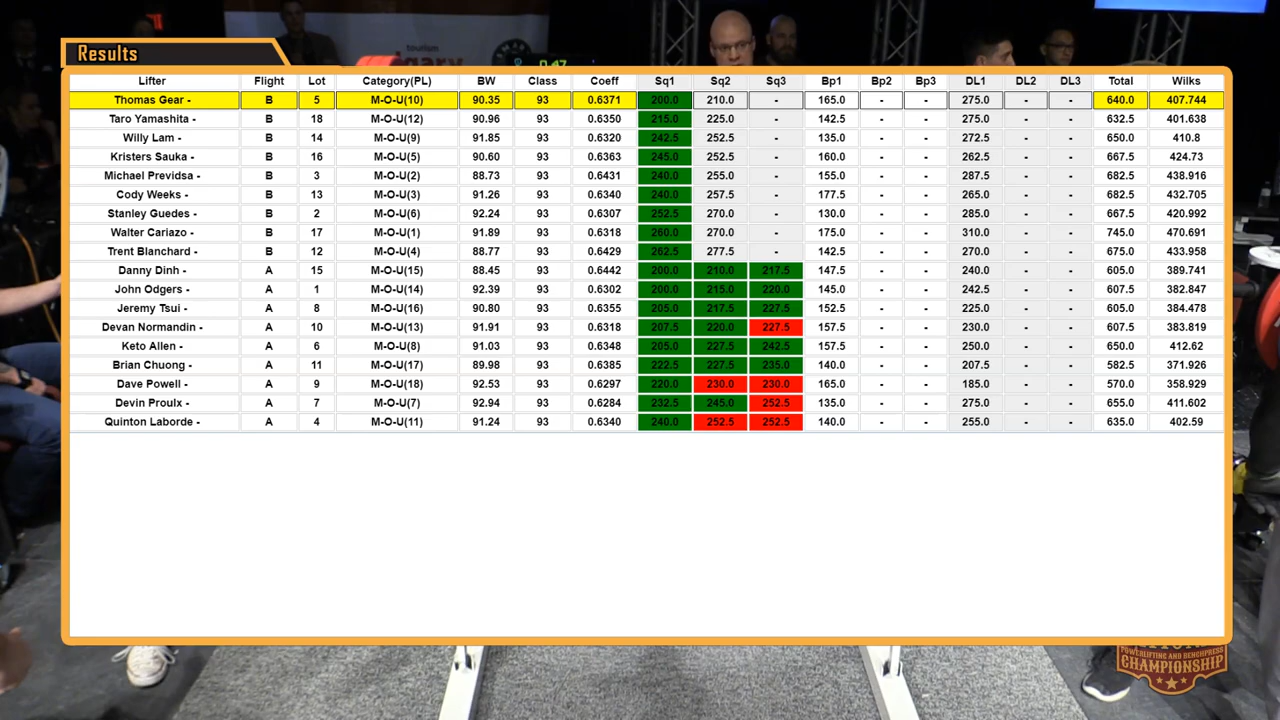 tourism
0:47
Results
Lifter Flight Lot Category(PL) BW Class Coeff Sq1 Sq2 Sq3 Bp1 Bp2 Bp3 DL1 DL2 DL3 Total Wilks
Thomas Gear - B 5 M-O-U(10) 90.35 93 0.6371 200.0 210.0 - 165.0 - - 275.0 - - 640.0 407.744
Taro Yamashita - B 18 M-O-U(12) 90.96 93 0.6350 215.0 225.0 - 142.5 - - 275.0 - - 632.5 401.638
Willy Lam - B 14 M-O-U(9) 91.85 93 0.6320 242.5 252.5 - 135.0 - - 272.5 - - 650.0 410.8
Kristers Sauka - B 16 M-O-U(5) 90.60 93 0.6363 245.0 252.5 - 160.0 - - 262.5 - - 667.5 424.73
Michael Previdsa - B 3 M-O-U(2) 88.73 93 0.6431 240.0 255.0 - 155.0 - - 287.5 - - 682.5 438.916
Cody Weeks - B 13 M-O-U(3) 91.26 93 0.6340 240.0 257.5 - 177.5 - - 265.0 - - 682.5 432.705
Stanley Guedes - B 2 M-O-U(6) 92.24 93 0.6307 252.5 270.0 - 130.0 - - 285.0 - - 667.5 420.992
Walter Cariazo - B 17 M-O-U(1) 91.89 93 0.6318 260.0 270.0 - 175.0 - - 310.0 - - 745.0 470.691
Trent Blanchard - B 12 M-O-U(4) 88.77 93 0.6429 262.5 277.5 - 142.5 - - 270.0 - - 675.0 433.958
Danny Dinh - A 15 M-O-U(15) 88.45 93 0.6442 200.0 210.0 217.5 147.5 - - 240.0 - - 605.0 389.741
John Odgers - A 1 M-O-U(14) 92.39 93 0.6302 200.0 215.0 220.0 145.0 - - 242.5 - - 607.5 382.847
Jeremy Tsui - A 8 M-O-U(16) 90.80 93 0.6355 205.0 217.5 227.5 152.5 - - 225.0 - - 605.0 384.478
Devan Normandin - A 10 M-O-U(13) 91.91 93 0.6318 207.5 220.0 227.5 157.5 - - 230.0 - - 607.5 383.819
Keto Allen - A 6 M-O-U(8) 91.03 93 0.6348 205.0 227.5 242.5 157.5 - - 250.0 - - 650.0 412.62
Brian Chuong - A 11 M-O-U(17) 89.98 93 0.6385 222.5 227.5 235.0 140.0 - - 207.5 - - 582.5 371.926
Dave Powell - A 9 M-O-U(18) 92.53 93 0.6297 220.0 230.0 230.0 165.0 - - 185.0 - - 570.0 358.929
Devin Proulx - A 7 M-O-U(7) 92.94 93 0.6284 232.5 245.0 252.5 135.0 - - 275.0 - - 655.0 411.602
Quinton Laborde - A 4 M-O-U(11) 91.24 93 0.6340 240.0 252.5 252.5 140.0 - - 255.0 - - 635.0 402.59
POWERLIFTING AND BENCHPRESS
CHAMPIONSHIP